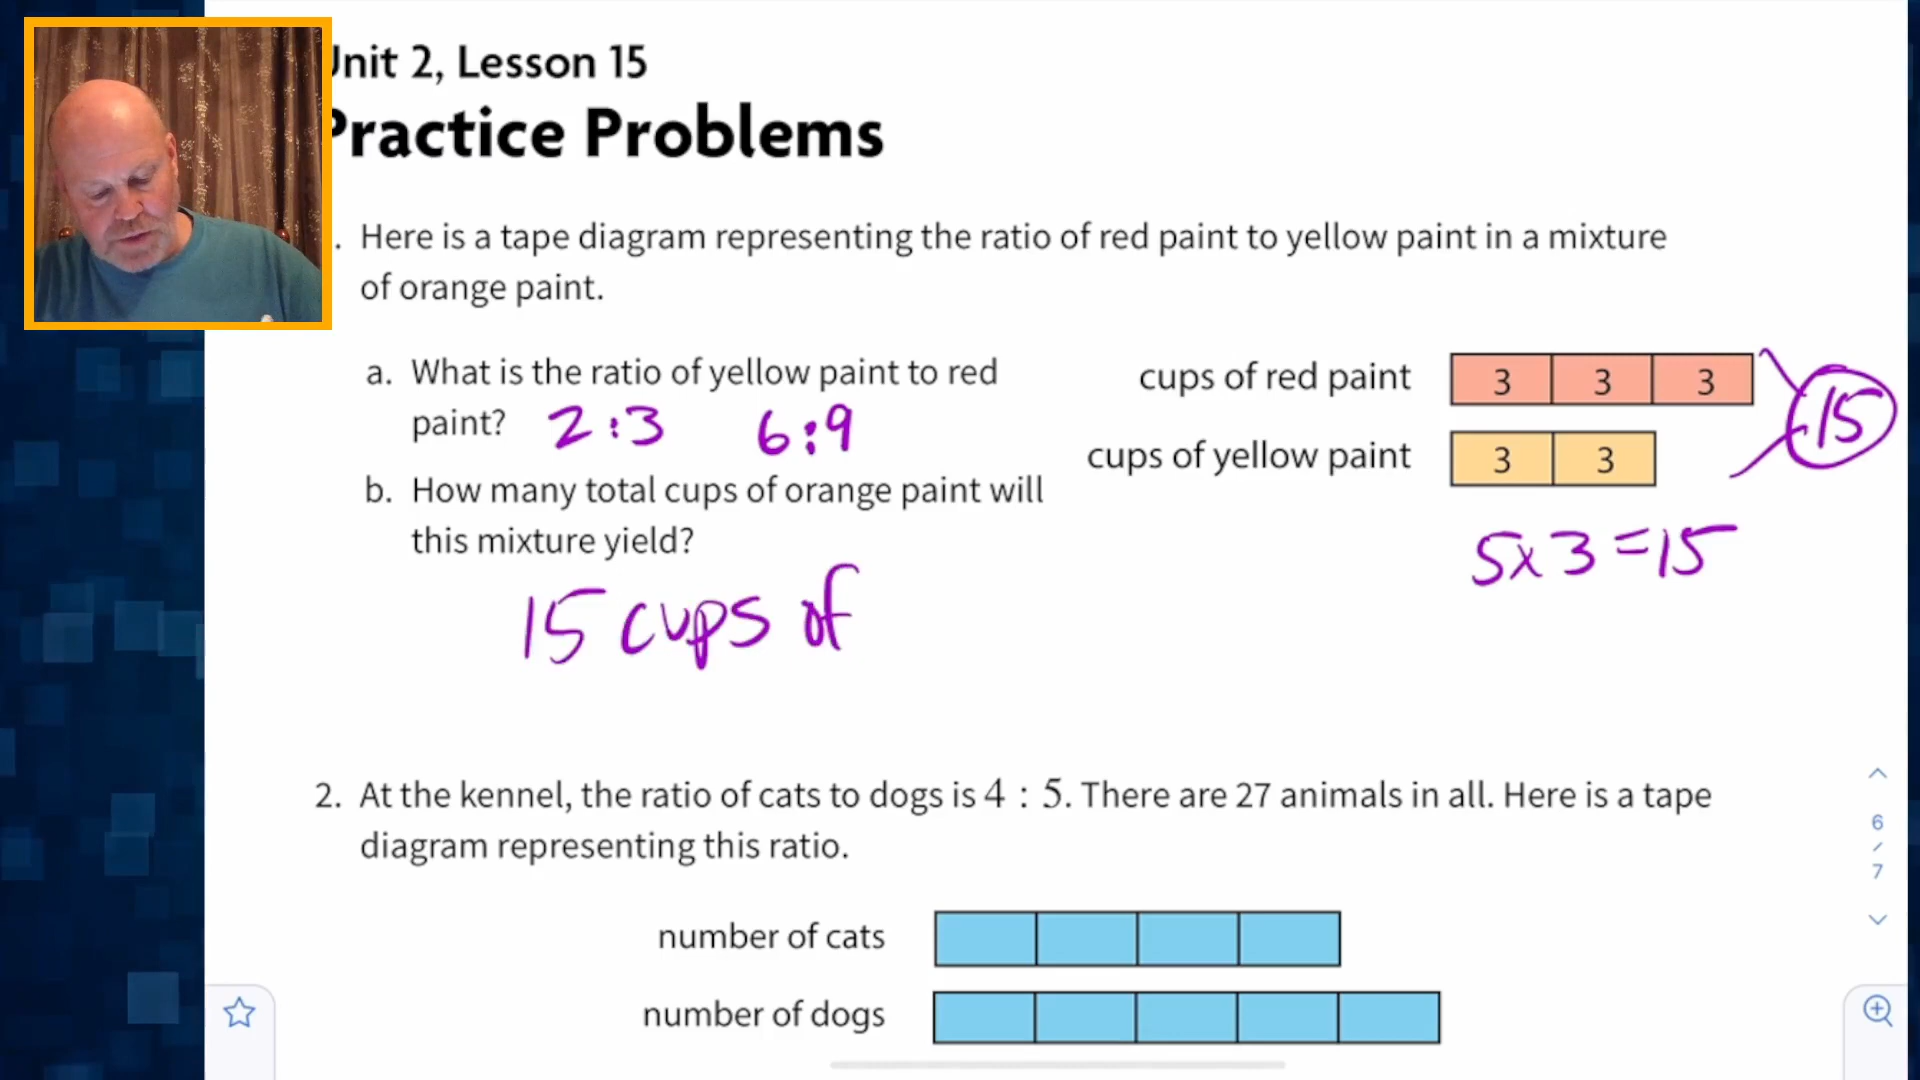 Unit 2, Lesson 15
Practice Problems
. Here is a tape diagram representing the ratio of red paint to yellow paint in a mixture
of orange paint.
a. What is the ratio of yellow paint to red
paint? 2:3 6:9
b. How many total cups of orange paint will
this mixture yield?
15 cups of
cups of red paint 3 3 3
15
cups of yellow paint 3 3
5x3=15
2. At the kennel, the ratio of cats to dogs is 4 : 5. There are 27 animals in all. Here is a tape
diagram representing this ratio.
number of cats
number of dogs
6
/
7